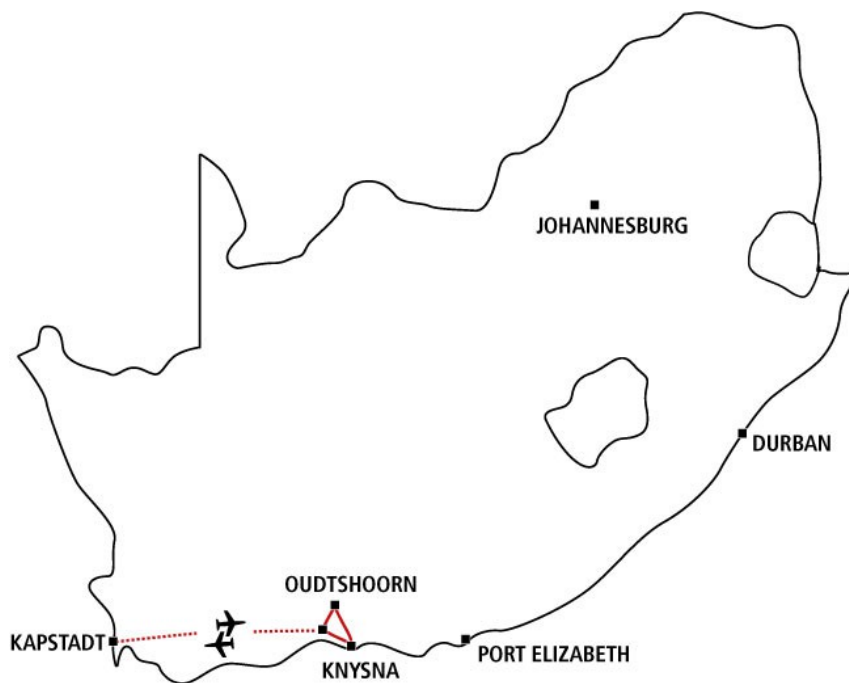 JOHANNESBURG
DURBAN
OUDTSHOORN
KAPSTADT
KNYSNA
PORT ELIZABETH